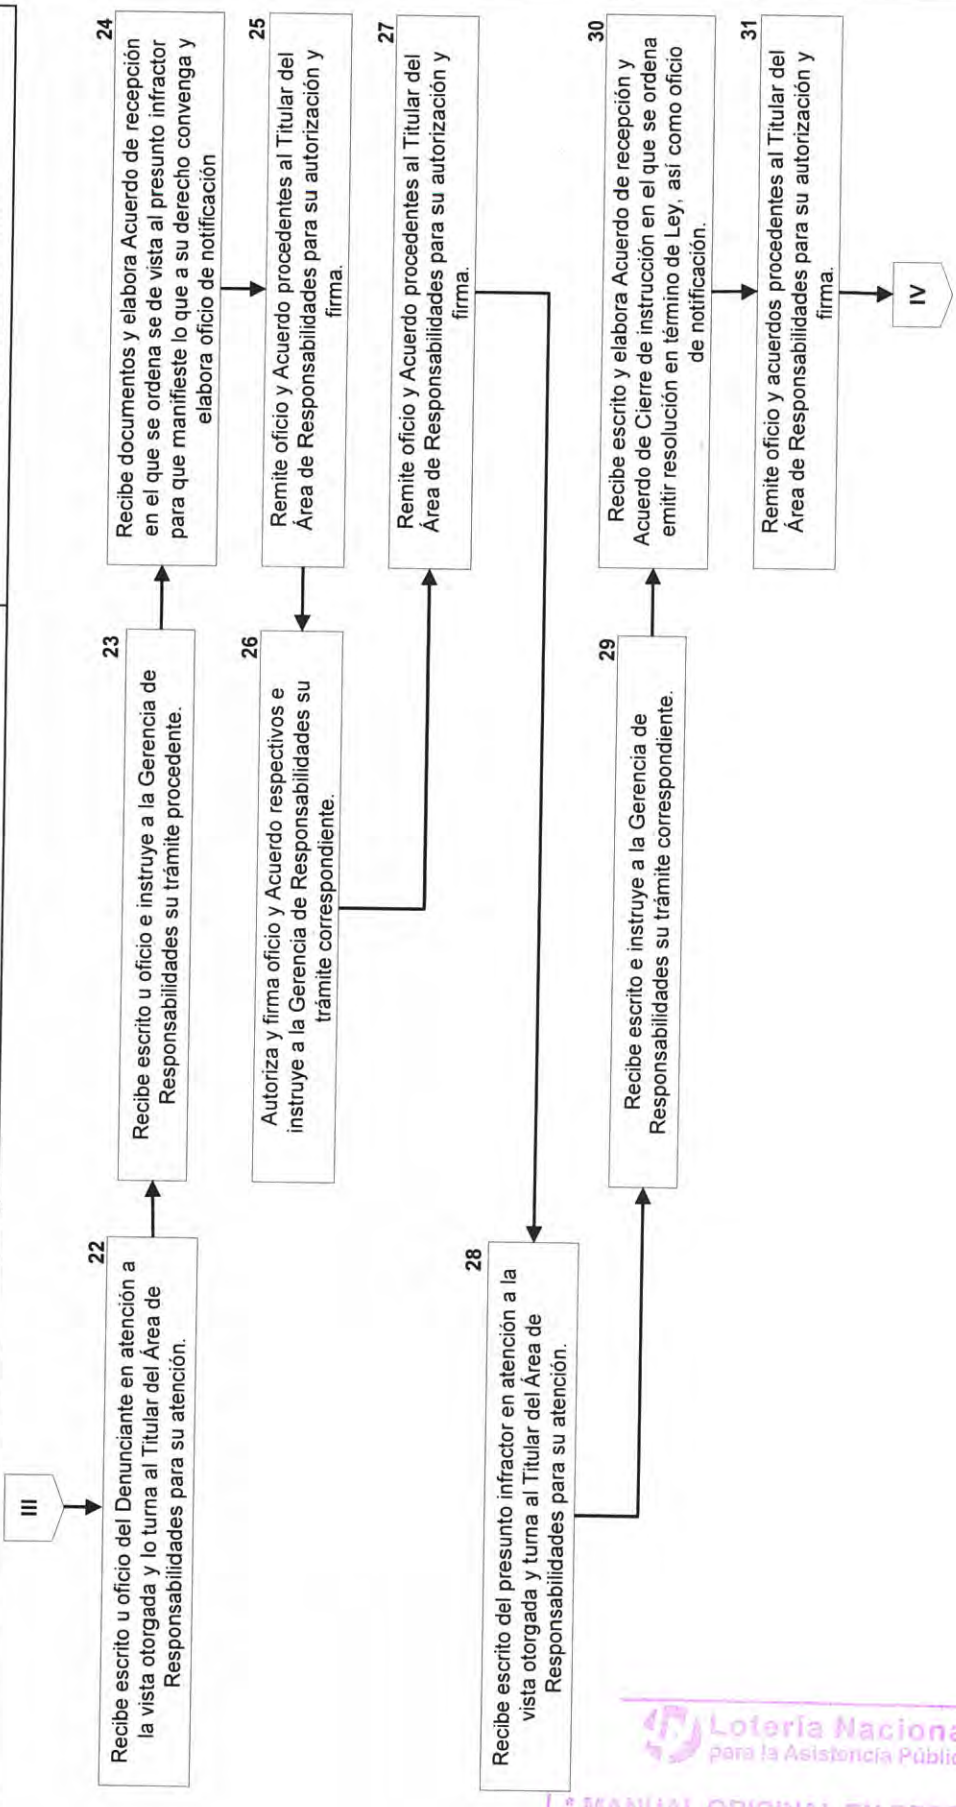 III
22
Recibe escrito u oficio del Denunciante en atención a
la vista otorgada y lo turna al Titular del Área de
Responsabilidades para su atención.
23
Recibe escrito u oficio e instruye a la Gerencia de
Responsabilidades su trámite procedente.
24
Recibe documentos y elabora Acuerdo de recepción
en el que se ordena se de vista al presunto infractor
para que manifieste lo que a su derecho convenga y
elabora oficio de notificación
25
Remite oficio y Acuerdo procedentes al Titular del
Área de Responsabilidades para su autorización y
firma.
26
Autoriza y firma oficio y Acuerdo respectivos e
instruye a la Gerencia de Responsabilidades su
trámite correspondiente.
27
Remite oficio y Acuerdo procedentes al Titular del
Área de Responsabilidades para su autorización y
firma.
28
Recibe escrito del presunto infractor en atención a la
vista otorgada y turna al Titular del Área de
Responsabilidades para su atención.
29
Recibe escrito e instruye a la Gerencia de
Responsabilidades su trámite correspondiente.
30
Recibe escrito y elabora Acuerdo de recepción y
Acuerdo de Cierre de instrucción en el que se ordena
emitir resolución en término de Ley, así como oficio
de notificación.
31
Remite oficio y acuerdos procedentes al Titular del
Área de Responsabilidades para su autorización y
firma.
IV
Lotería Naciona
para la Asistencia Públic